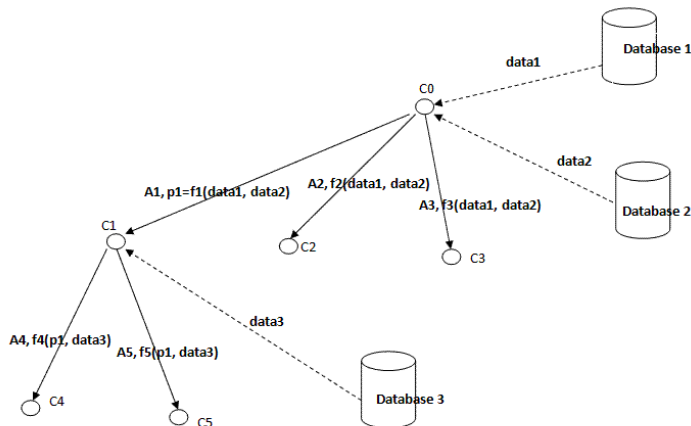 Database 1
data1
C0
data2
A1, p1=f1(data1, data2)
A2, f2(data1, data2)
A3, f3(data1, data2)
Database 2
C1
C2
C3
data3
A4, f4(p1, data3)
A5, f5(p1, data3)
Database 3
C4
C5